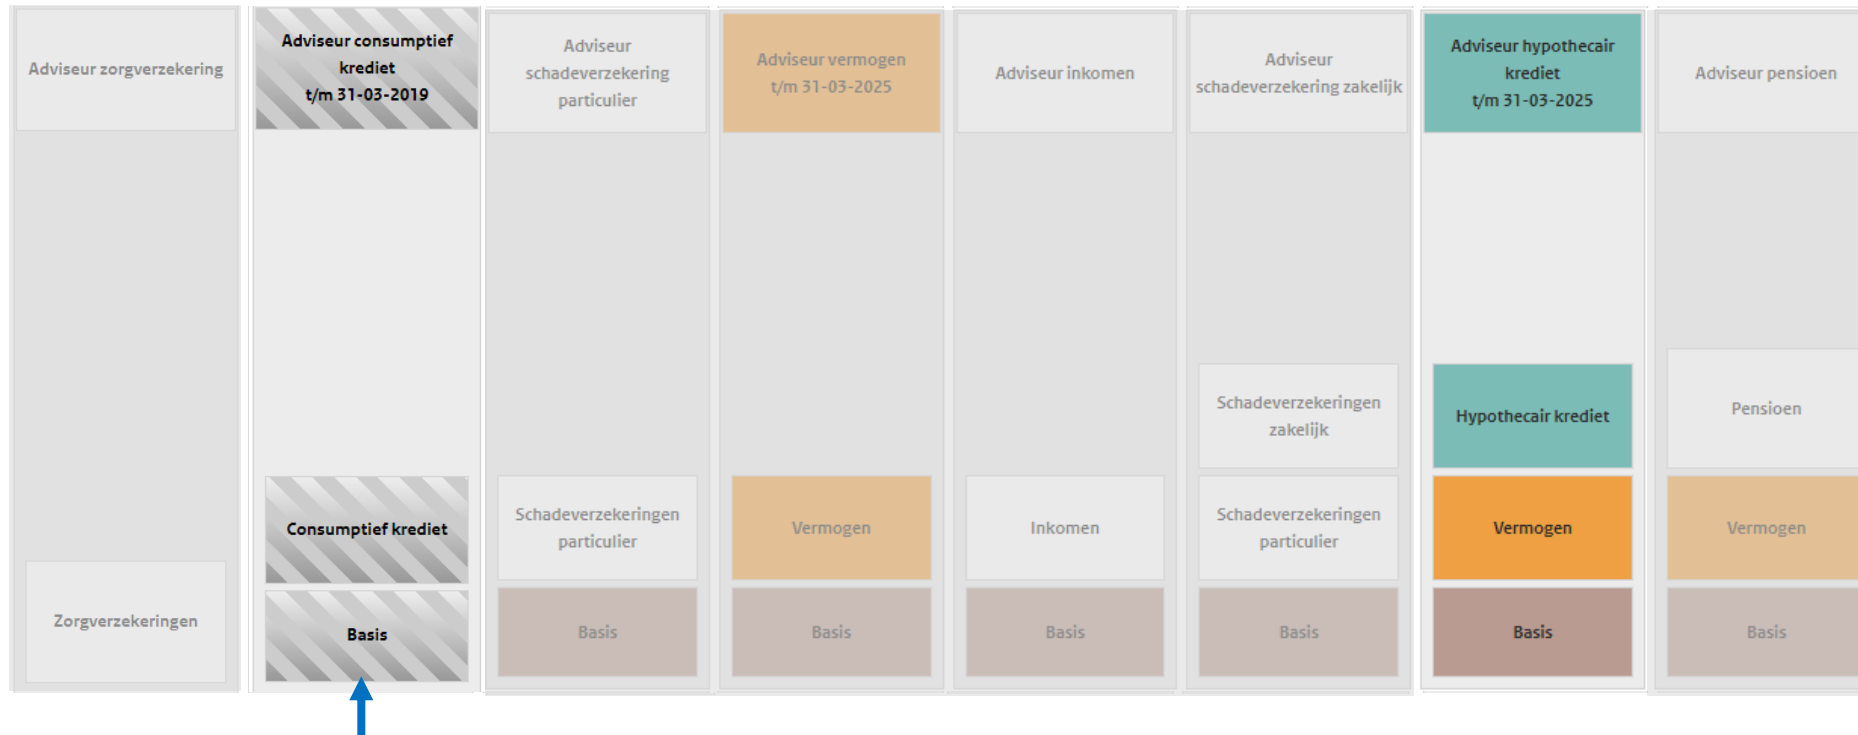 Adviseur zorgverzekering
Adviseur consumptief
krediet
t/m 31-03-2019
Adviseur
schadeverzekering
particulier
Adviseur vermogen
t/m 31-03-2025
Adviseur inkomen
Adviseur
schadeverzekering zakelijk
Adviseur hypothecair
krediet
t/m 31-03-2025
Adviseur pensioen
Schadeverzekeringen
zakelijk
Hypothecair krediet
Pensioen
Consumptief krediet
Schadeverzekeringen
particulier
Vermogen
Inkomen
Schadeverzekeringen
particulier
Vermogen
Vermogen
Zorgverzekeringen
Basis
Basis
Basis
Basis
Basis
Basis
Basis